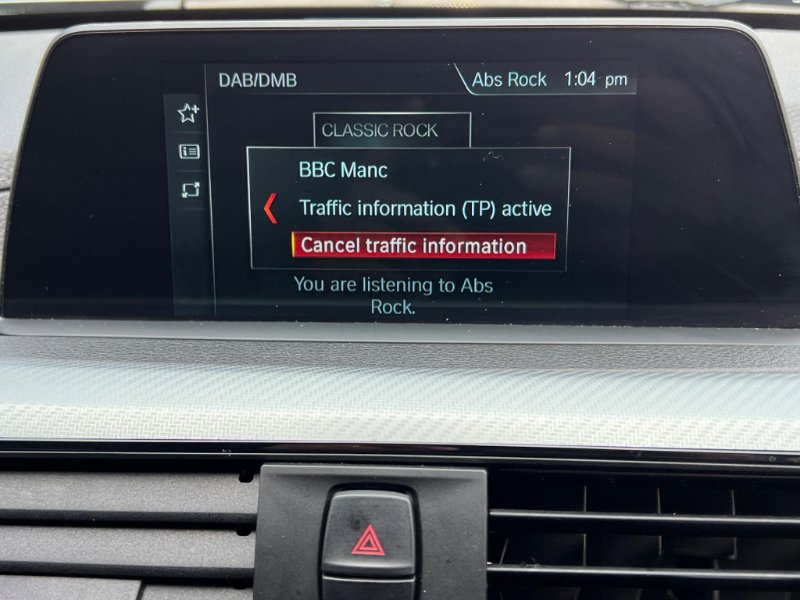 DAB/DMB
Abs Rock 1:04 pm
CLASSIC ROCK
BBC Manc
Traffic information (TP) active
Cancel traffic information
You are listening to Abs
Rock.